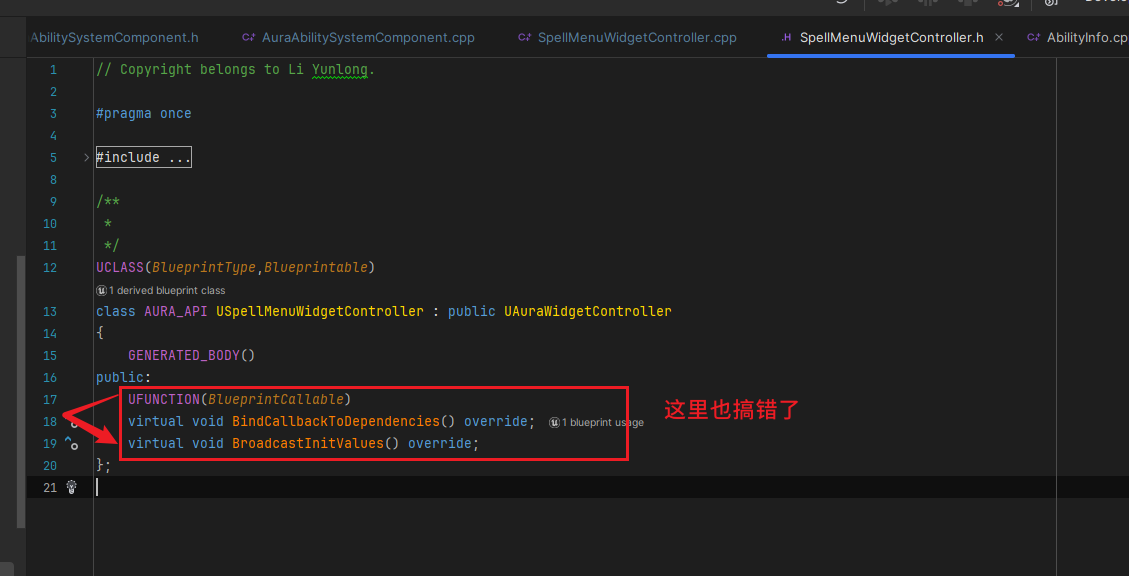 AbilitySystemComponent.h
AuraAbilitySystemComponent.cpp
SpellMenuWidgetController.cpp
SpellMenuWidgetController.h
AbilityInfo.cp
1 // Copyright belongs to Li Yunlong.
2
3 #pragma once
4
5 #include ...
8
9 /**
10 *
11 */
12 UCLASS(BlueprintType,Blueprintable)
1 derived blueprint class
13 class AURA_API USpellMenuWidgetController : public UAuraWidgetController
14 {
15 GENERATED_BODY()
16 public:
17 UFUNCTION(BlueprintCallable)
这里也搞错了
18 virtual void BindCallbackToDependencies() override; 1 blueprint usage
19 virtual void BroadcastInitValues() override;
20 };
21